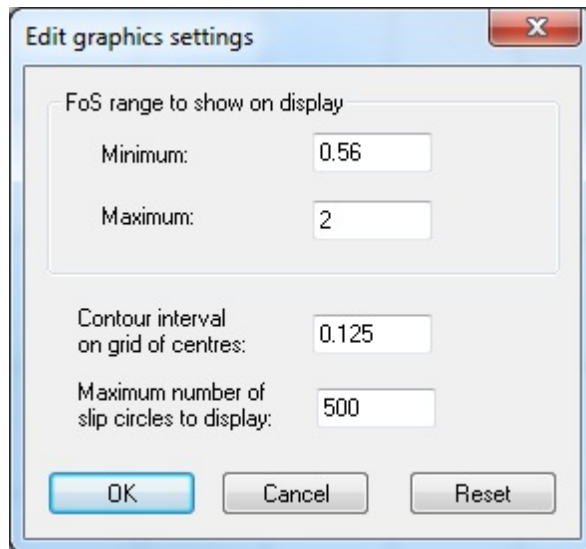 Edit graphics settings
FoS range to show on display
Minimum: 0.56
Maximum: 2
Contour interval
on grid of centres: 0.125
Maximum number of
slip circles to display: 500
OK Cancel Reset